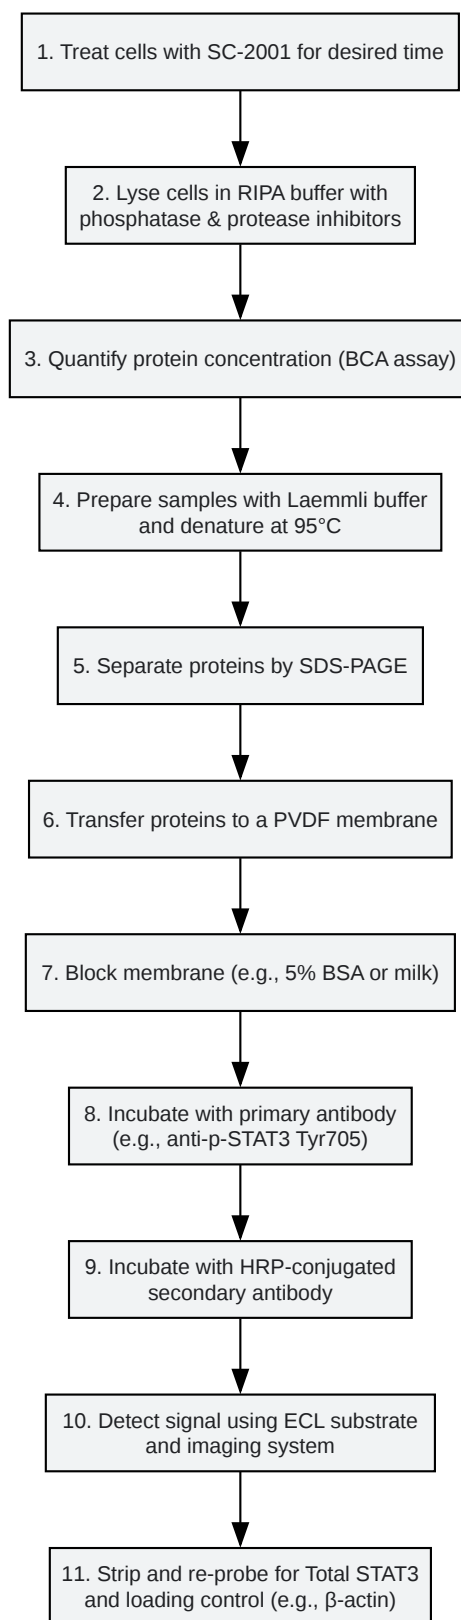 1. Treat cells with SC-2001 for desired time
2. Lyse cells in RIPA buffer with
phosphatase & protease inhibitors
3. Quantify protein concentration (BCA assay)
4. Prepare samples with Laemmli buffer
and denature at 95°C
5. Separate proteins by SDS-PAGE
6. Transfer proteins to a PVDF membrane
7. Block membrane (e.g., 5% BSA or milk)
8. Incubate with primary antibody
(e.g., anti-p-STAT3 Tyr705)
9. Incubate with HRP-conjugated
secondary antibody
10. Detect signal using ECL substrate
and imaging system
11. Strip and re-probe for Total STAT3
and loading control (e.g., β-actin)